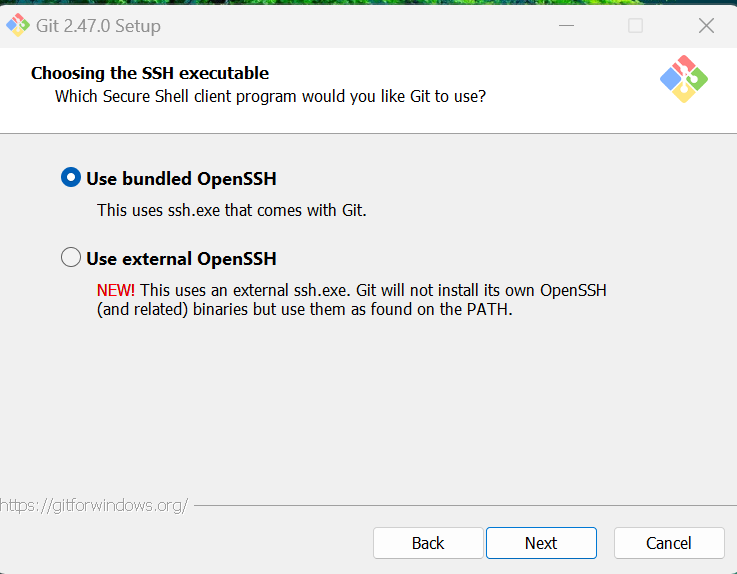 Git 2.47.0 Setup
Choosing the SSH executable
Which Secure Shell client program would you like Git to use?
Use bundled OpenSSH
This uses ssh.exe that comes with Git.
Use external OpenSSH
NEW! This uses an external ssh.exe. Git will not install its own OpenSSH
(and related) binaries but use them as found on the PATH.
https://gitforwindows.org/
Back
Next
Cancel